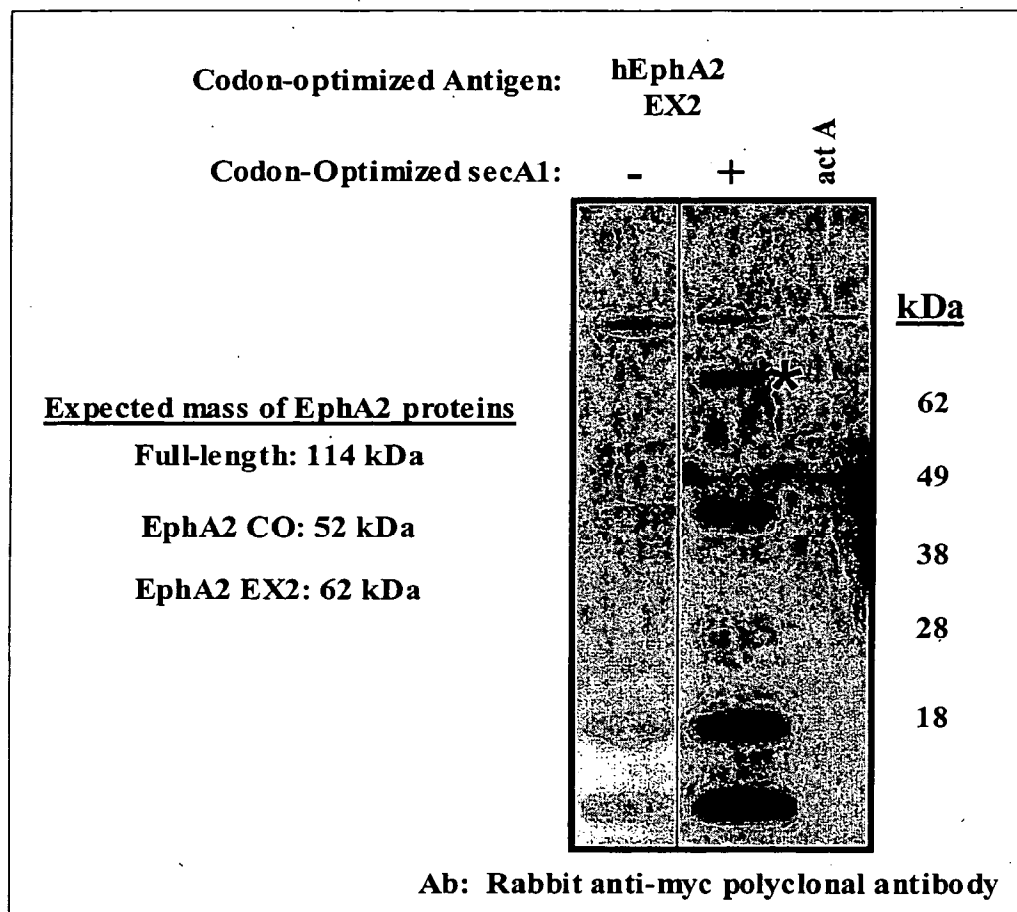 Codon-optimized Antigen: hEphA2
EX2
Codon-Optimized secA1: - + act A
*
kDa
62
49
38
28
18
Expected mass of EphA2 proteins
Full-length: 114 kDa
EphA2 CO: 52 kDa
EphA2 EX2: 62 kDa
Ab: Rabbit anti-myc polyclonal antibody